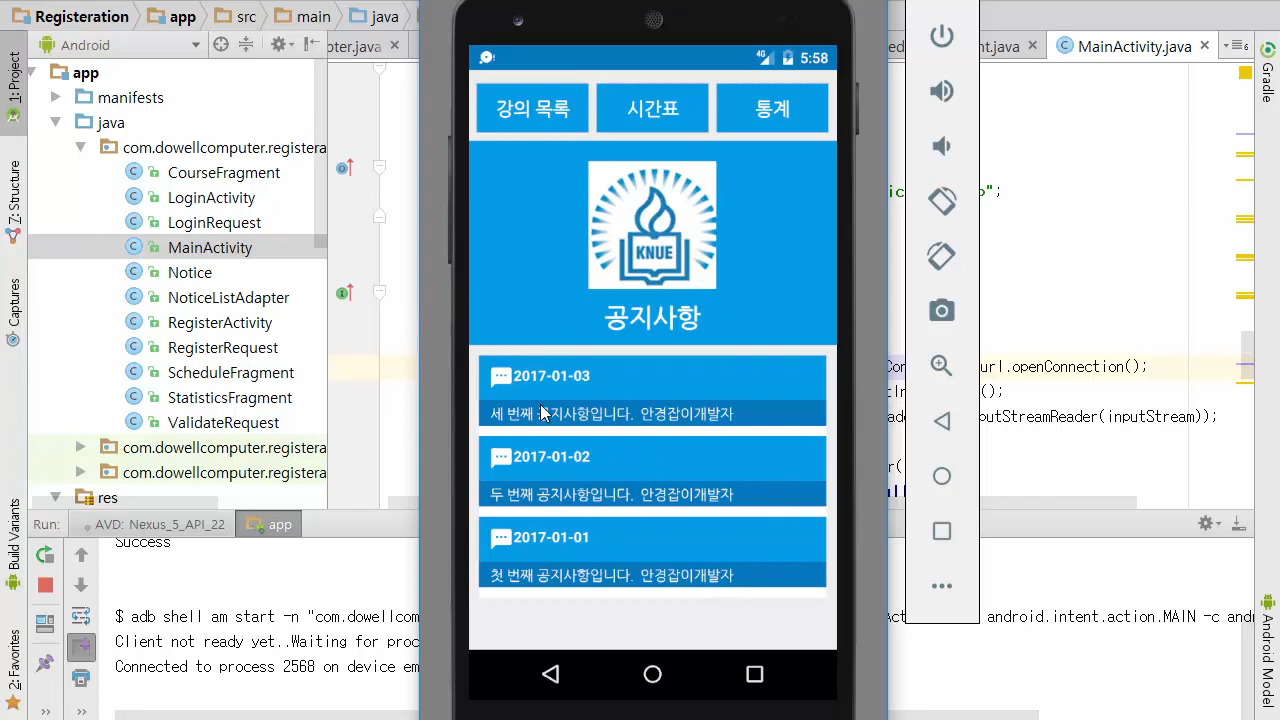 Registeration
app
src
main
java
Android
pter.java
nt.java
MainActivity.java
1: Project
Z-Structure
Captures
Build Variants
2: Favorites
Gradle
Android Model
app
manifests
java
com.dowellcomputer.registera
CourseFragment
LoginActivity
LoginRequest
MainActivity
Notice
NoticeListAdapter
RegisterActivity
RegisterRequest
ScheduleFragment
StatisticsFragment
ValidateRequest
com.dowellcomputer.registera
com.dowellcomputer.registera
res
4G
5:58
강의 목록
시간표
통계
KNUE
공지사항
2017-01-03
세 번째 공지사항입니다. 안경잡이개발자
2017-01-02
두 번째 공지사항입니다. 안경잡이개발자
2017-01-01
첫 번째 공지사항입니다. 안경잡이개발자
url.openConnection();
();
putStreamReader(inputStream));
Run:
AVD: Nexus_5_API_22
app
Success
$ adb shell am start -n "com.dowellcom
Act
android.intent.action.MAIN -c andr
Client not ready yet..Waiting for proc
Connected to process 2568 on device em